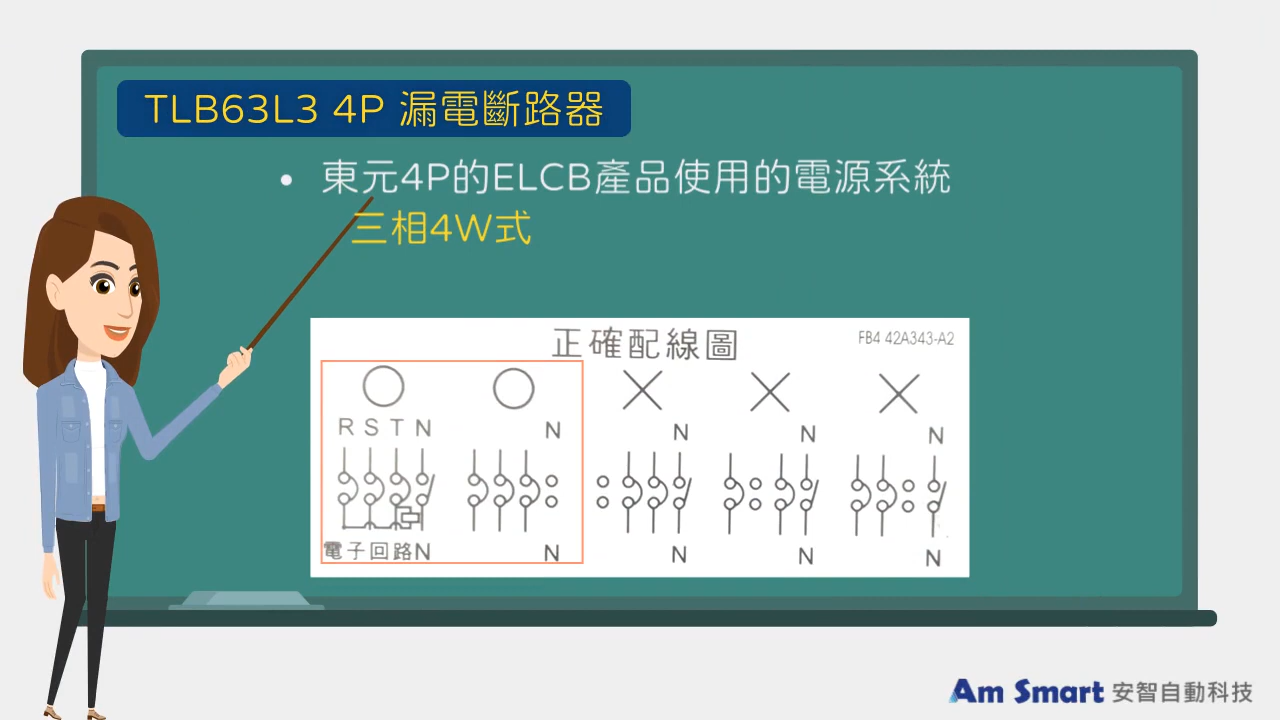 TLB63L3 4P 漏電斷路器
• 東元4P的ELCB產品使用的電源系統
三相4W式
正確配線圖 FB4 42A343-A2
R S T N N N N N
電子回路N N N N N
Am Smart 安智自動科技